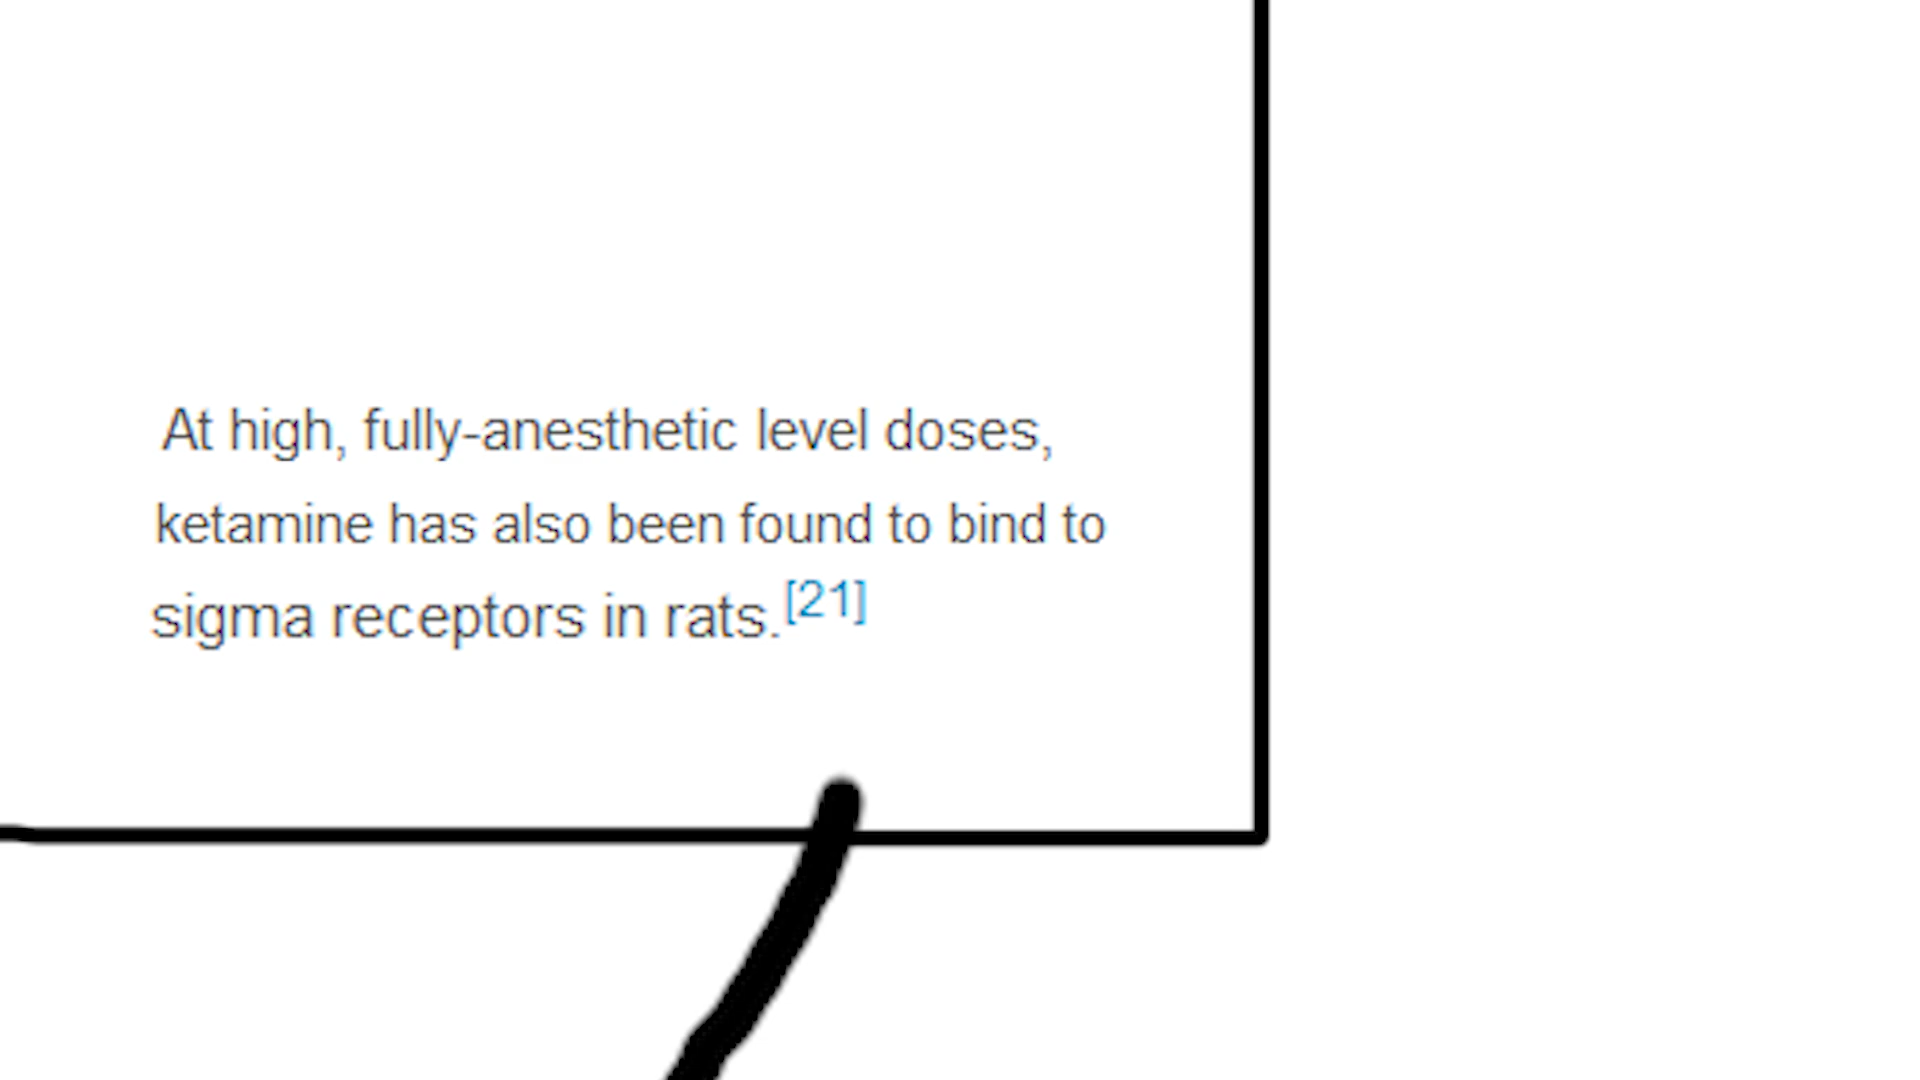 At high, fully-anesthetic level doses,
ketamine has also been found to bind to
sigma receptors in rats.[21]